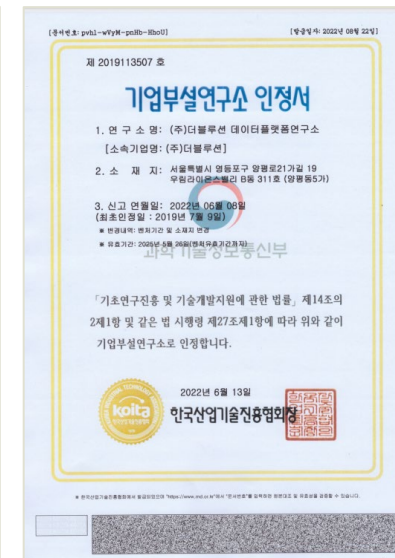 [문서번호: pvhl-wVyM-pnHb-HhoU]
[발급일자: 2022년 08월 22일]
제 2019113507 호
기업부설연구소 인정서
1. 연 구 소 명: (주)더블루션 데이터플랫폼연구소
[소속기업명: (주)더블루션]
2. 소 재 지: 서울특별시 영등포구 양평로21가길 19
우림라이온스밸리 B동 311호 (양평동5가)
3. 신고 연월일: 2022년 06월 08일
(최초인정일 : 2019년 7월 9일)
※ 변경내역: 벤처기간 및 소재지 변경
※ 유효기간: 2025년 5월 26일(벤처유효기간까지)
과학기술정보통신부
「기초연구진흥 및 기술개발지원에 관한 법률」 제14조의
2제1항 및 같은 법 시행령 제27조제1항에 따라 위와 같이
기업부설연구소로 인정합니다.
2022년 6월 13일
koita
한국산업기술진흥협회장